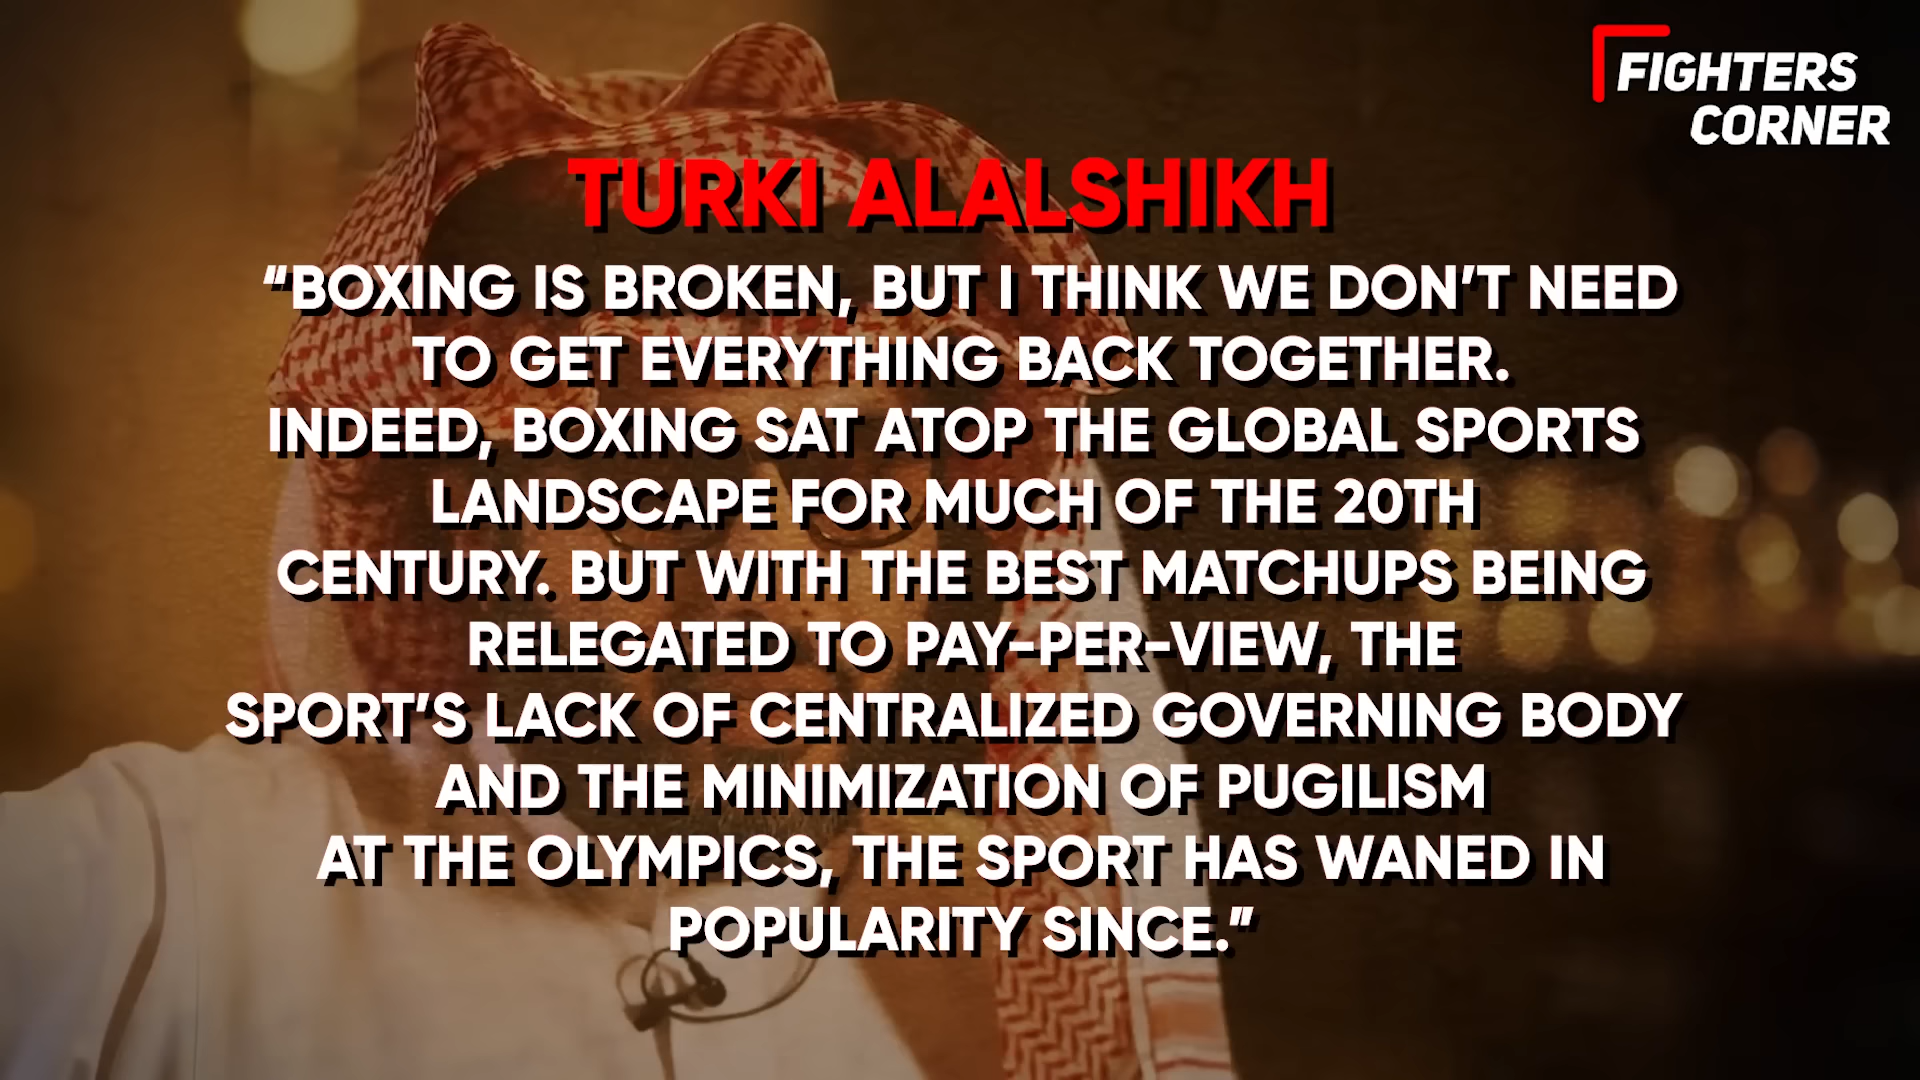 FIGHTERS
CORNER
TURKI ALALSHIKH
“BOXING IS BROKEN, BUT I THINK WE DON’T NEED
TO GET EVERYTHING BACK TOGETHER.
INDEED, BOXING SAT ATOP THE GLOBAL SPORTS
LANDSCAPE FOR MUCH OF THE 20TH
CENTURY. BUT WITH THE BEST MATCHUPS BEING
RELEGATED TO PAY-PER-VIEW, THE
SPORT’S LACK OF CENTRALIZED GOVERNING BODY
AND THE MINIMIZATION OF PUGILISM
AT THE OLYMPICS, THE SPORT HAS WANED IN
POPULARITY SINCE.”